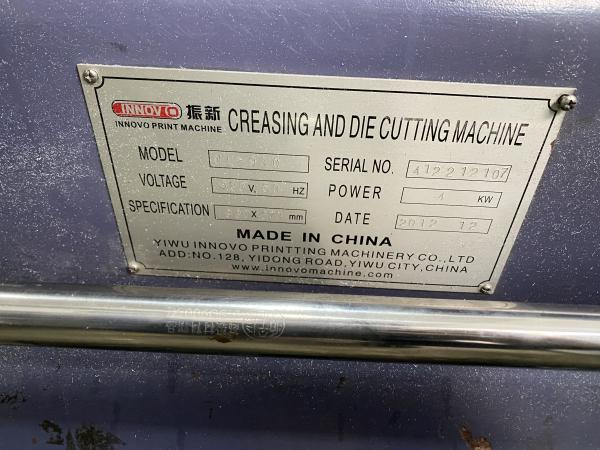 INNOVO 振新 CREASING AND DIE CUTTING MACHINE
INNOVO PRINT MACHINE
MODEL SERIAL NO. 412212107
VOLTAGE V. HZ POWER 4 KW
SPECIFICATION X mm DATE 2012 12
MADE IN CHINA
YIWU INNOVO PRINTTING MACHINERY CO.,LTD
ADD:NO.128, YIDONG ROAD,YIWU CITY,CHINA
www.innovomachine.com